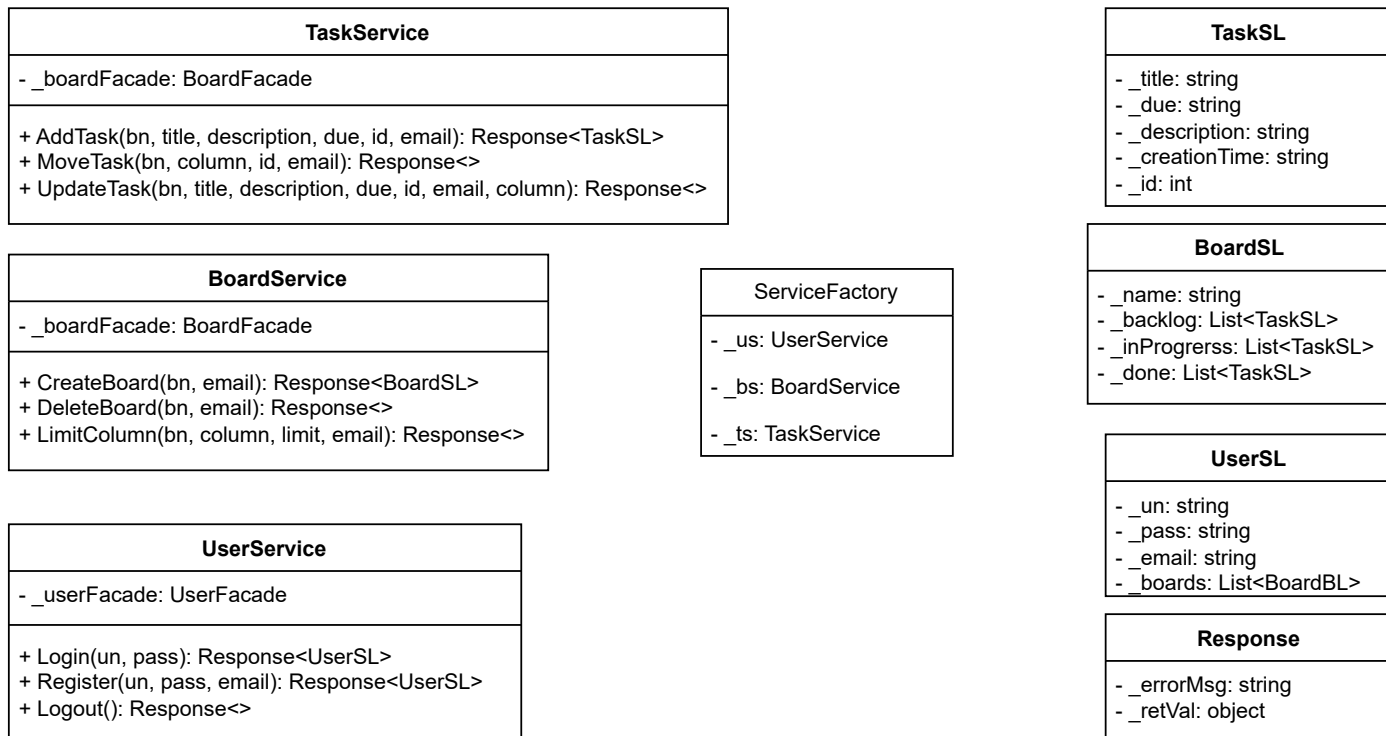 TaskService
- _boardFacade: BoardFacade
+ AddTask(bn, title, description, due, id, email): Response<TaskSL>
+ MoveTask(bn, column, id, email): Response<>
+ UpdateTask(bn, title, description, due, id, email, column): Response<>
BoardService
- _boardFacade: BoardFacade
+ CreateBoard(bn, email): Response<BoardSL>
+ DeleteBoard(bn, email): Response<>
+ LimitColumn(bn, column, limit, email): Response<>
UserService
- _userFacade: UserFacade
+ Login(un, pass): Response<UserSL>
+ Register(un, pass, email): Response<UserSL>
+ Logout(): Response<>
ServiceFactory
- _us: UserService
- _bs: BoardService
- _ts: TaskService
TaskSL
- _title: string
- _due: string
- _description: string
- _creationTime: string
- _id: int
BoardSL
- _name: string
- _backlog: List<TaskSL>
- _inProgrerss: List<TaskSL>
- _done: List<TaskSL>
UserSL
- _un: string
- _pass: string
- _email: string
- _boards: List<BoardBL>
Response
- _errorMsg: string
- _retVal: object